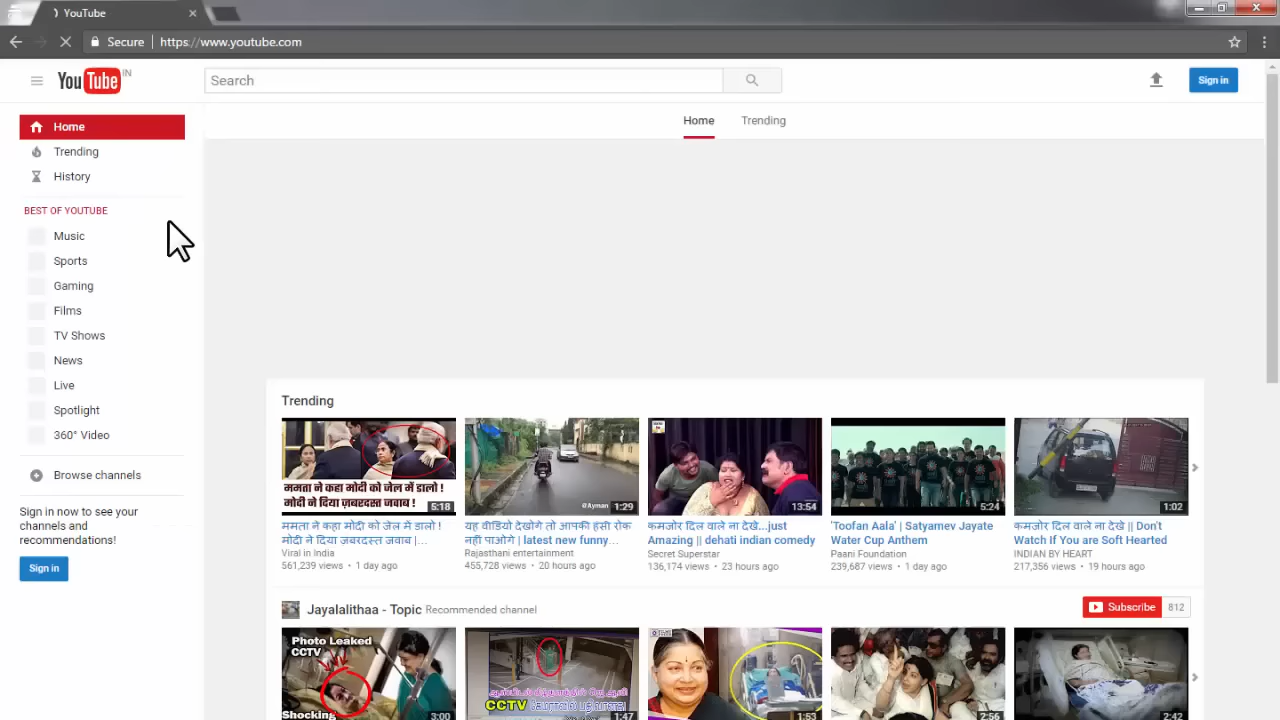 YouTube
Secure
https://www.youtube.com
YouTube IN
Search
Sign in
Home
Trending
Home
Trending
History
BEST OF YOUTUBE
Music
Sports
Gaming
Films
TV Shows
News
Live
Spotlight
360° Video
Browse channels
Sign in now to see your
channels and
recommendations!
Sign in
Trending
ममता ने कहा मोदी को जेल में डालो !
मोदी ने दिया ज़बरदस्त जवाब !
5:18
@Ayman
1:29
13:54
5:24
1:02
ममता ने कहा मोदी को जेल में डालो !
मोदी ने दिया ज़बरदस्त जवाब |...
Viral in India
561,239 views • 1 day ago
यह वीडियो देखोगे तो आपकी हंसी रोक
नहीं पाओगे | latest new funny...
Rajasthani entertainment
455,728 views • 20 hours ago
कमजोर दिल वाले ना देखे...just
Amazing || dehati indian comedy
Secret Superstar
136,174 views • 23 hours ago
'Toofan Aala' | Satyamev Jayate
Water Cup Anthem
Paani Foundation
239,687 views • 1 day ago
कमजोर दिल वाले ना देखे || Don't
Watch If You are Soft Hearted
INDIAN BY HEART
217,356 views • 19 hours ago
Jayalalithaa - Topic Recommended channel
Subscribe 812
Photo Leaked
CCTV
Shocking
3:00
CCTV
1:47
1:53
2:56
2:42